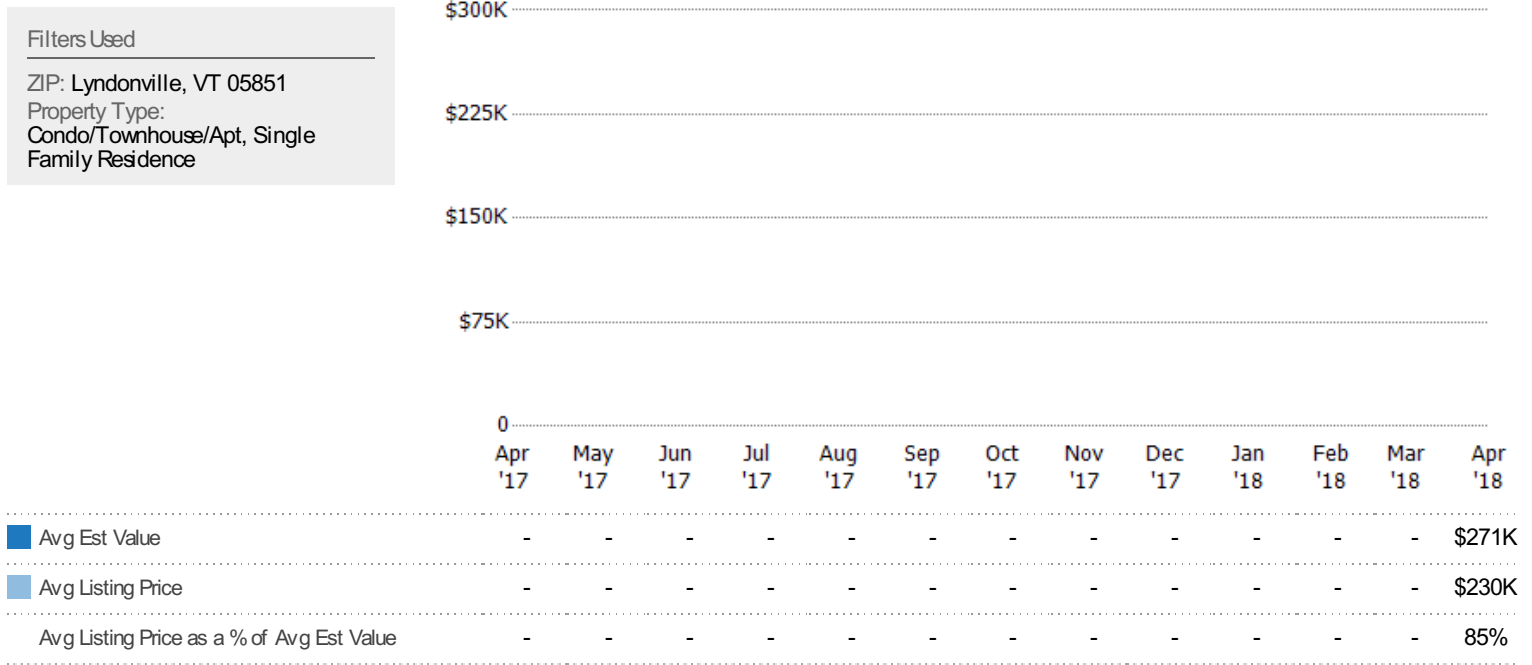 Filters Used
ZIP: Lyndonville, VT 05851
Property Type:
Condo/Townhouse/Apt, Single
Family Residence
$300K
$225K
$150K
$75K
0
Apr May Jun Jul Aug Sep Oct Nov Dec Jan Feb Mar Apr
'17 '17 '17 '17 '17 '17 '17 '17 '17 '18 '18 '18 '18
Avg Est Value - - - - - - - - - - - - $271K
Avg Listing Price - - - - - - - - - - - - $230K
Avg Listing Price as a % of Avg Est Value - - - - - - - - - - - - 85%